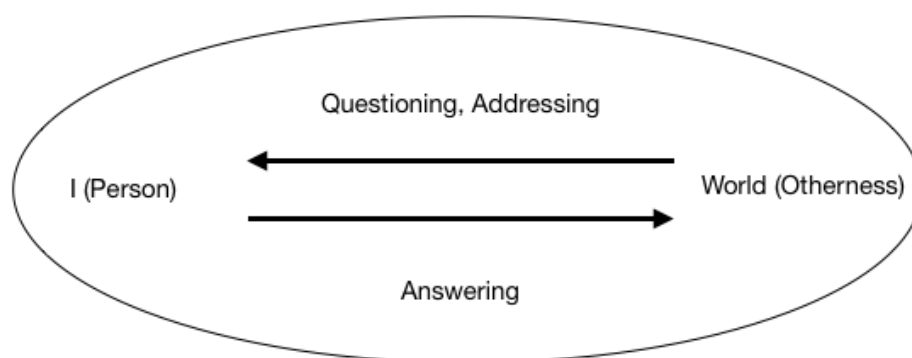 Questioning, Addressing
I (Person)
World (Otherness)
Answering